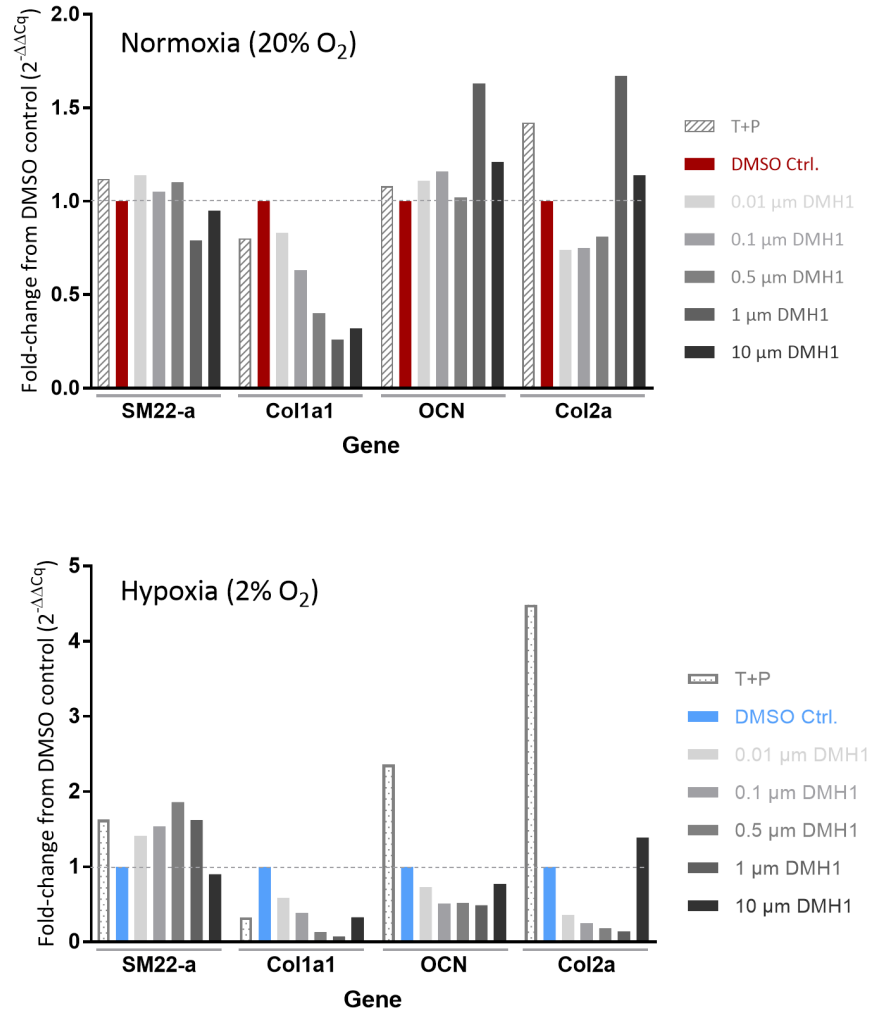 Normoxia (20% O₂)
Fold-change from DMSO control (2^-ΔΔCq)
2.0
1.5
1.0
0.5
0.0
SM22-a Col1a1 OCN Col2a
Gene
T+P
DMSO Ctrl.
0.01 µm DMH1
0.1 µm DMH1
0.5 µm DMH1
1 µm DMH1
10 µm DMH1
Hypoxia (2% O₂)
Fold-change from DMSO control (2^-ΔΔCq)
5
4
3
2
1
0
SM22-a Col1a1 OCN Col2a
Gene
T+P
DMSO Ctrl.
0.01 µm DMH1
0.1 µm DMH1
0.5 µm DMH1
1 µm DMH1
10 µm DMH1